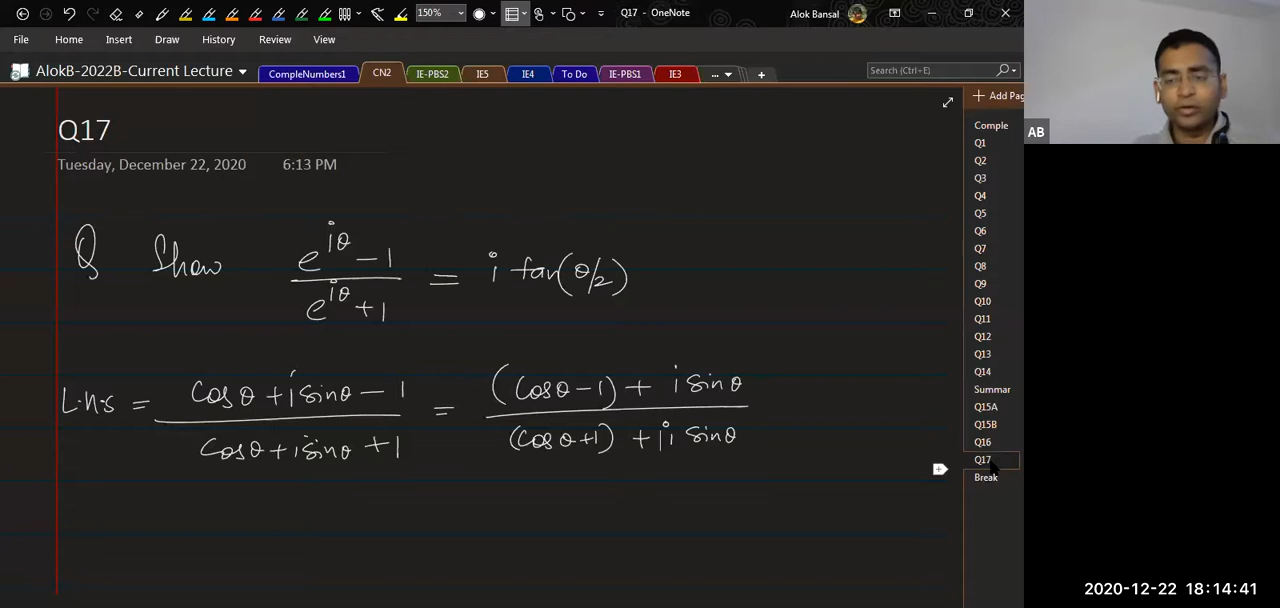 150%
Q17 - OneNote
Alok Bansal
File Home Insert Draw History Review View
AlokB-2022B-Current Lecture
CompleNumbers1 CN2 IE-PBS2 IE5 IE4 To Do IE-PBS1 IE3 ... +
Search (Ctrl+E)
Add Pag
Q17
Tuesday, December 22, 2020 6:13 PM
Q Show (e^{iθ} - 1)/(e^{iθ} + 1) = i tan(θ/2)
L.H.S = (Cosθ + i sinθ - 1)/(Cosθ + i sinθ + 1) = ((Cosθ - 1) + i sinθ)/((Cosθ + 1) + i sinθ)
Comple
Q1
Q2
Q3
Q4
Q5
Q6
Q7
Q8
Q9
Q10
Q11
Q12
Q13
Q14
Summar
Q15A
Q15B
Q16
Q17
Break
AB
2020-12-22 18:14:41